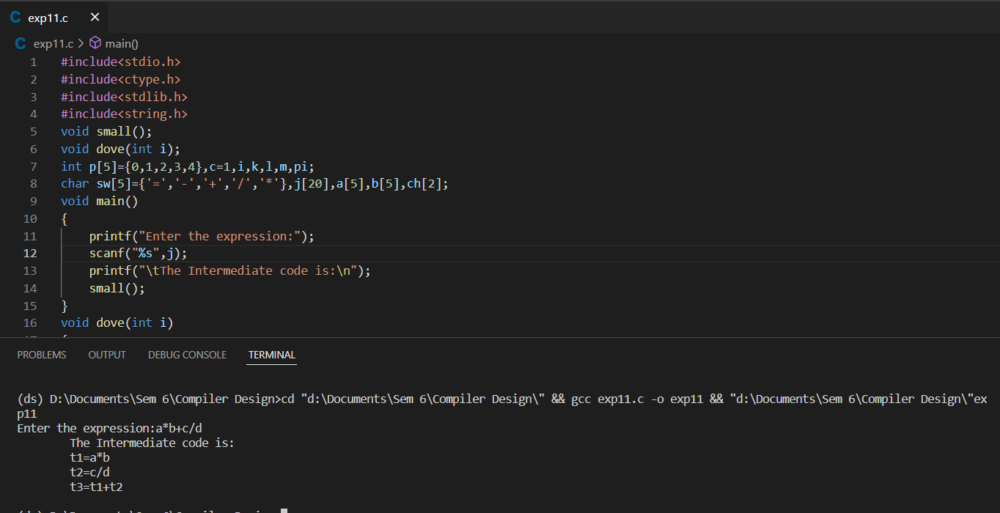 exp11.c ×
exp11.c > main()
1 #include<stdio.h>
2 #include<ctype.h>
3 #include<stdlib.h>
4 #include<string.h>
5 void small();
6 void dove(int i);
7 int p[5]={0,1,2,3,4},c=1,i,k,l,m,pi;
8 char sw[5]={'=','-','+','/','*'},j[20],a[5],b[5],ch[2];
9 void main()
10 {
11     printf("Enter the expression:");
12     scanf("%s",j);
13     printf("\tThe Intermediate code is:\n");
14     small();
15 }
16 void dove(int i)
PROBLEMS OUTPUT DEBUG CONSOLE TERMINAL
(ds) D:\Documents\Sem 6\Compiler Design>cd "d:\Documents\Sem 6\Compiler Design\" && gcc exp11.c -o exp11 && "d:\Documents\Sem 6\Compiler Design\"ex
p11
Enter the expression:a*b+c/d
        The Intermediate code is:
        t1=a*b
        t2=c/d
        t3=t1+t2